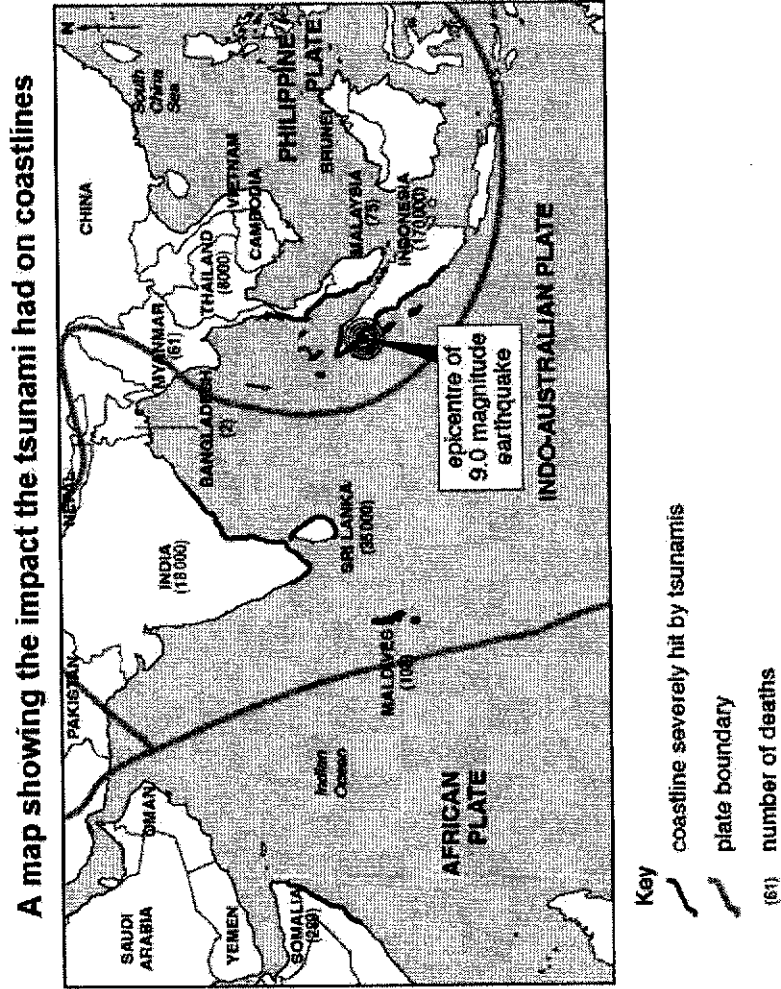 A map showing the impact the tsunami had on coastlines
N
CHINA
South
China
Sea
PHILIPPINE
PLATE
NEPAL
PAKISTAN
SAUDI
ARABIA
OMAN
YEMEN
SOMALIA
INDIA
(18 000)
BANGLADESH
(2)
MYANMAR
(61)
THAILAND
(8000)
VIETNAM
CAMBODIA
BRUNEI
MALAYSIA
(75)
INDONESIA
(170 000)
SRI LANKA
(35 000)
MALDIVES
Indian
Ocean
AFRICAN
PLATE
epicentre of
9.0 magnitude
earthquake
INDO-AUSTRALIAN PLATE
Key
coastline severely hit by tsunamis
plate boundary
(61) number of deaths